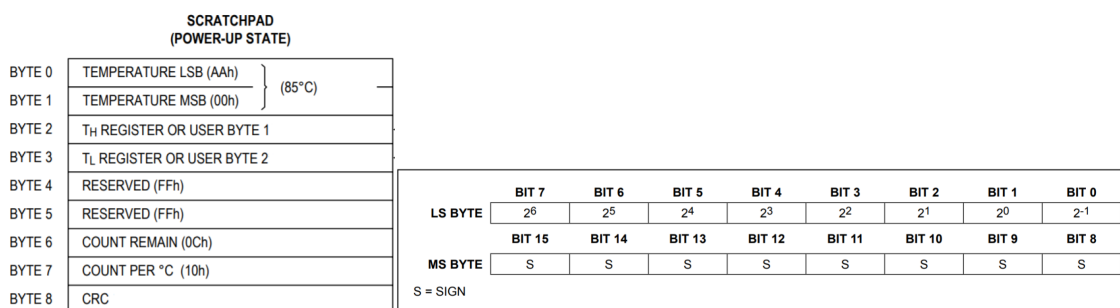 SCRATCHPAD
(POWER-UP STATE)
BYTE 0 TEMPERATURE LSB (AAh)
(85°C)
BYTE 1 TEMPERATURE MSB (00h)
BYTE 2 TH REGISTER OR USER BYTE 1
BYTE 3 TL REGISTER OR USER BYTE 2
BYTE 4 RESERVED (FFh)
BYTE 5 RESERVED (FFh)
BYTE 6 COUNT REMAIN (0Ch)
BYTE 7 COUNT PER °C (10h)
BYTE 8 CRC
BIT 7 BIT 6 BIT 5 BIT 4 BIT 3 BIT 2 BIT 1 BIT 0
LS BYTE 2⁶ 2⁵ 2⁴ 2³ 2² 2¹ 2⁰ 2⁻¹
BIT 15 BIT 14 BIT 13 BIT 12 BIT 11 BIT 10 BIT 9 BIT 8
MS BYTE S S S S S S S S
S = SIGN